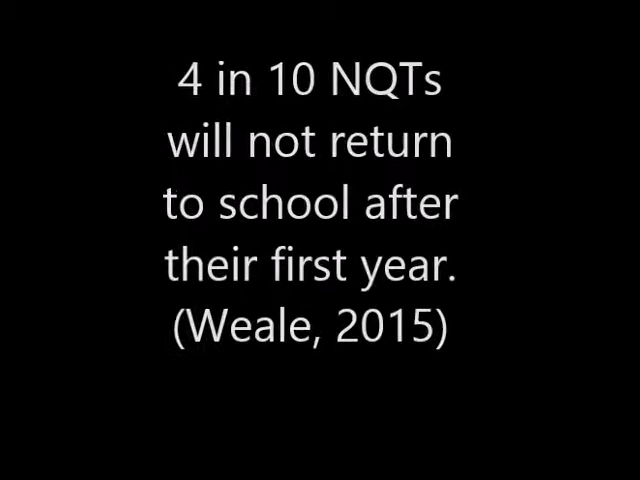 4 in 10 NQTs
will not return
to school after
their first year.
(Weale, 2015)